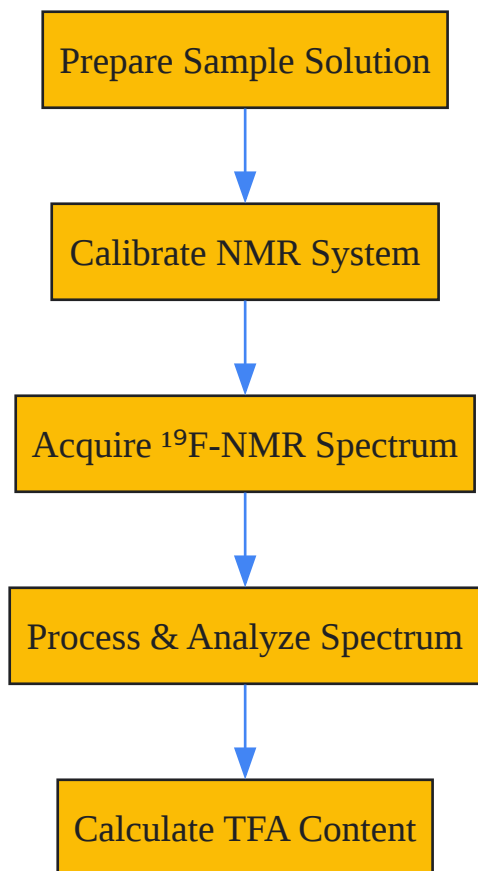 Prepare Sample Solution
Calibrate NMR System
Acquire ¹⁹F-NMR Spectrum
Process & Analyze Spectrum
Calculate TFA Content